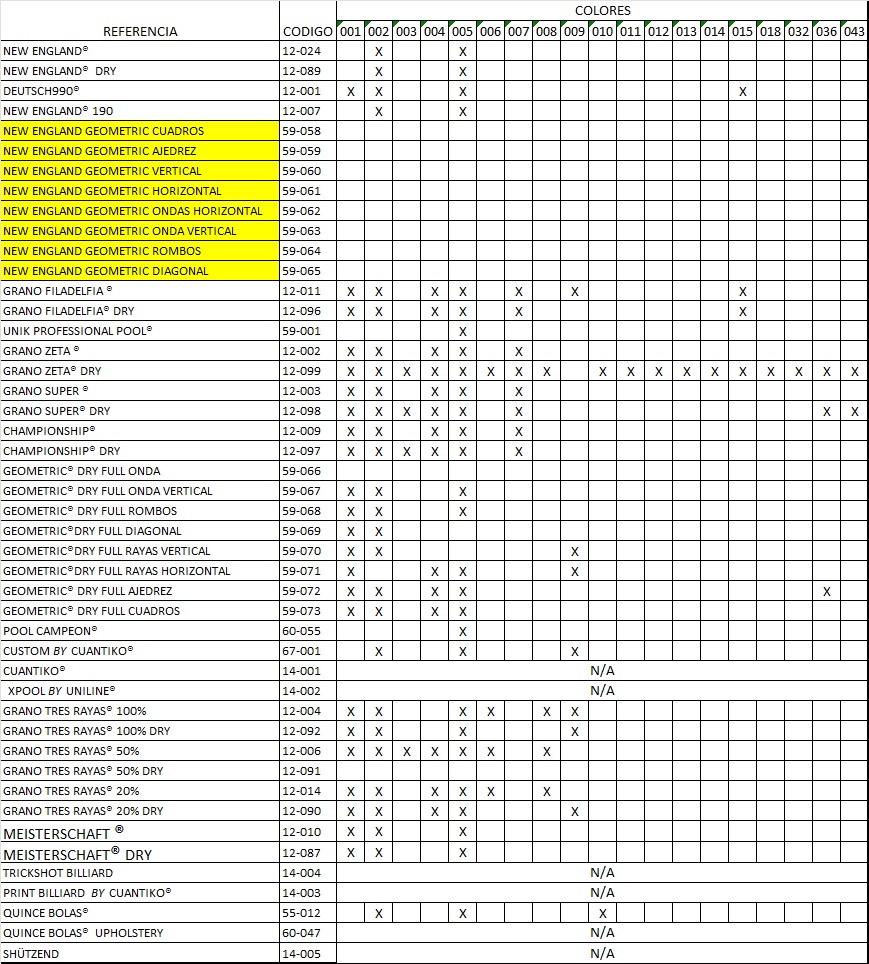 COLORES
REFERENCIA CODIGO 001 002 003 004 005 006 007 008 009 010 011 012 013 014 015 018 032 036 043
NEW ENGLAND® 12-024 X X
NEW ENGLAND® DRY 12-089 X X
DEUTSCH990® 12-001 X X X X
NEW ENGLAND® 190 12-007 X X
NEW ENGLAND GEOMETRIC CUADROS 59-058
NEW ENGLAND GEOMETRIC AJEDREZ 59-059
NEW ENGLAND GEOMETRIC VERTICAL 59-060
NEW ENGLAND GEOMETRIC HORIZONTAL 59-061
NEW ENGLAND GEOMETRIC ONDAS HORIZONTAL 59-062
NEW ENGLAND GEOMETRIC ONDA VERTICAL 59-063
NEW ENGLAND GEOMETRIC ROMBOS 59-064
NEW ENGLAND GEOMETRIC DIAGONAL 59-065
GRANO FILADELFIA ® 12-011 X X X X X X X
GRANO FILADELFIA® DRY 12-096 X X X X X X
UNIK PROFESSIONAL POOL® 59-001 X
GRANO ZETA ® 12-002 X X X X X
GRANO ZETA® DRY 12-099 X X X X X X X X X X X X X X X X X X
GRANO SUPER ® 12-003 X X X X X
GRANO SUPER® DRY 12-098 X X X X X X X X
CHAMPIONSHIP® 12-009 X X X X X
CHAMPIONSHIP® DRY 12-097 X X X X X X
GEOMETRIC® DRY FULL ONDA 59-066
GEOMETRIC® DRY FULL ONDA VERTICAL 59-067 X X X
GEOMETRIC® DRY FULL ROMBOS 59-068 X X X
GEOMETRIC®DRY FULL DIAGONAL 59-069 X X
GEOMETRIC®DRY FULL RAYAS VERTICAL 59-070 X X X
GEOMETRIC®DRY FULL RAYAS HORIZONTAL 59-071 X X X X
GEOMETRIC® DRY FULL AJEDREZ 59-072 X X X X X
GEOMETRIC® DRY FULL CUADROS 59-073 X X X X
POOL CAMPEON® 60-055 X
CUSTOM BY CUANTIKO® 67-001 X X X
CUANTIKO® 14-001 N/A
XPOOL BY UNILINE® 14-002 N/A
GRANO TRES RAYAS® 100% 12-004 X X X X X X
GRANO TRES RAYAS® 100% DRY 12-092 X X X X
GRANO TRES RAYAS® 50% 12-006 X X X X X X X
GRANO TRES RAYAS® 50% DRY 12-091
GRANO TRES RAYAS® 20% 12-014 X X X X X X
GRANO TRES RAYAS® 20% DRY 12-090 X X X X X
MEISTERSCHAFT ® 12-010 X X X
MEISTERSCHAFT® DRY 12-087 X X X
TRICKSHOT BILLIARD 14-004 N/A
PRINT BILLIARD BY CUANTIKO® 14-003 N/A
QUINCE BOLAS® 55-012 X X X
QUINCE BOLAS® UPHOLSTERY 60-047 N/A
SHÜTZEND 14-005 N/A